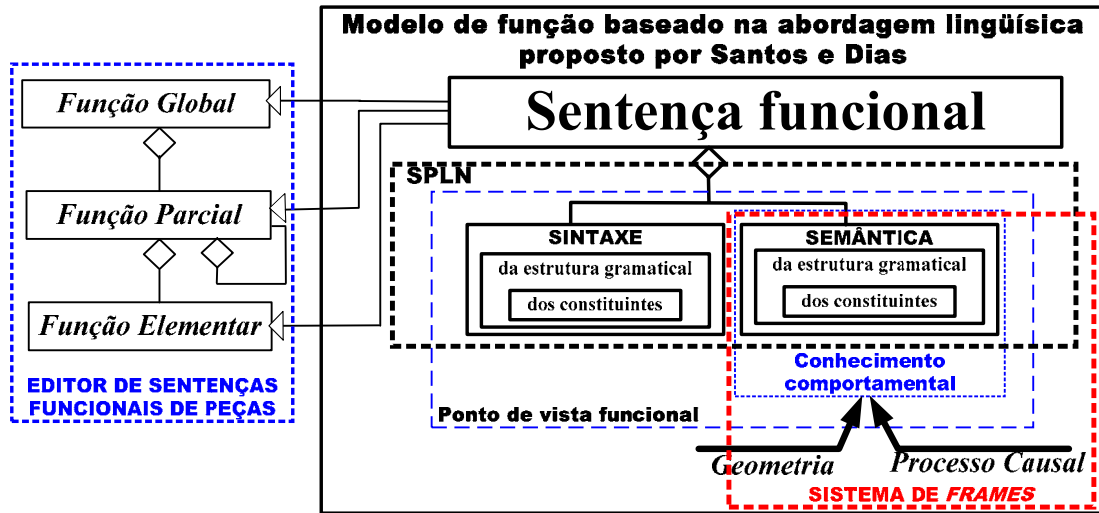 Modelo de função baseado na abordagem lingüísica
proposto por Santos e Dias
Função Global
Função Parcial
Função Elementar
EDITOR DE SENTENÇAS
FUNCIONAIS DE PEÇAS
Sentença funcional
SPLN
SINTAXE
da estrutura gramatical
dos constituintes
SEMÂNTICA
da estrutura gramatical
dos constituintes
Conhecimento
comportamental
Ponto de vista funcional
Geometria
Processo Causal
SISTEMA DE FRAMES